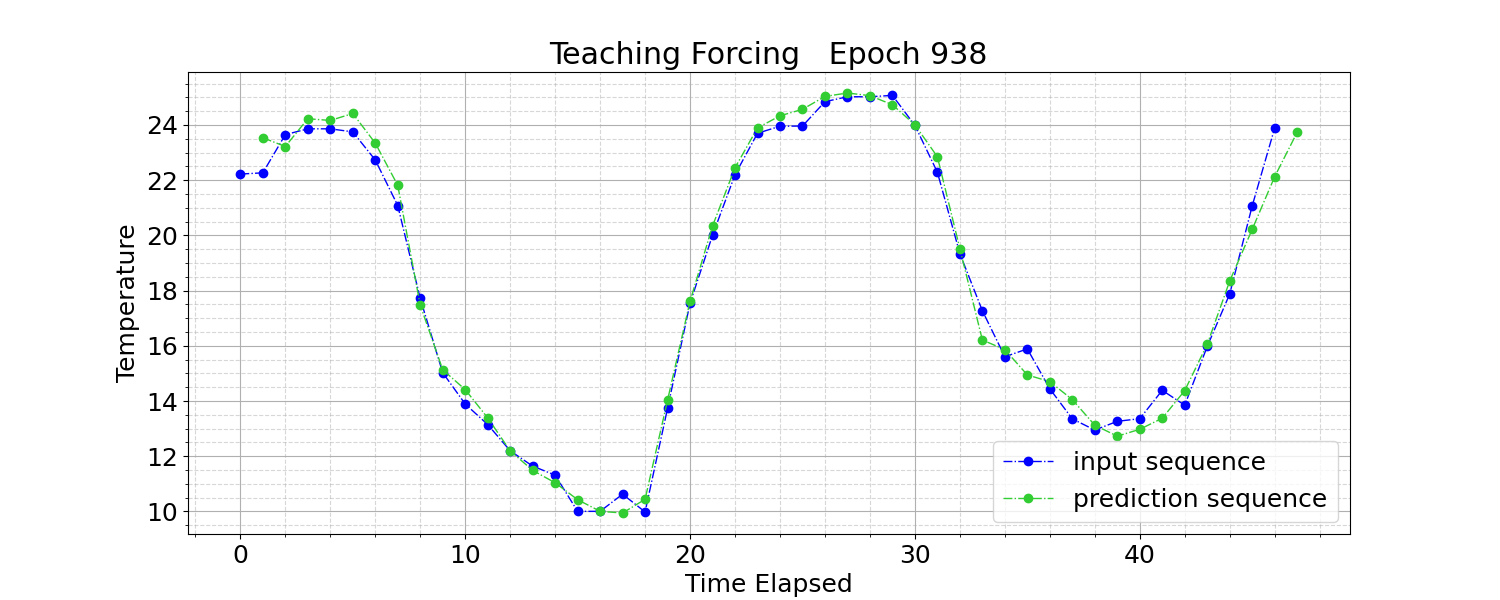 Teaching Forcing   Epoch 938
Temperature
24
22
20
18
16
14
12
10
input sequence
prediction sequence
0 10 20 30 40
Time Elapsed